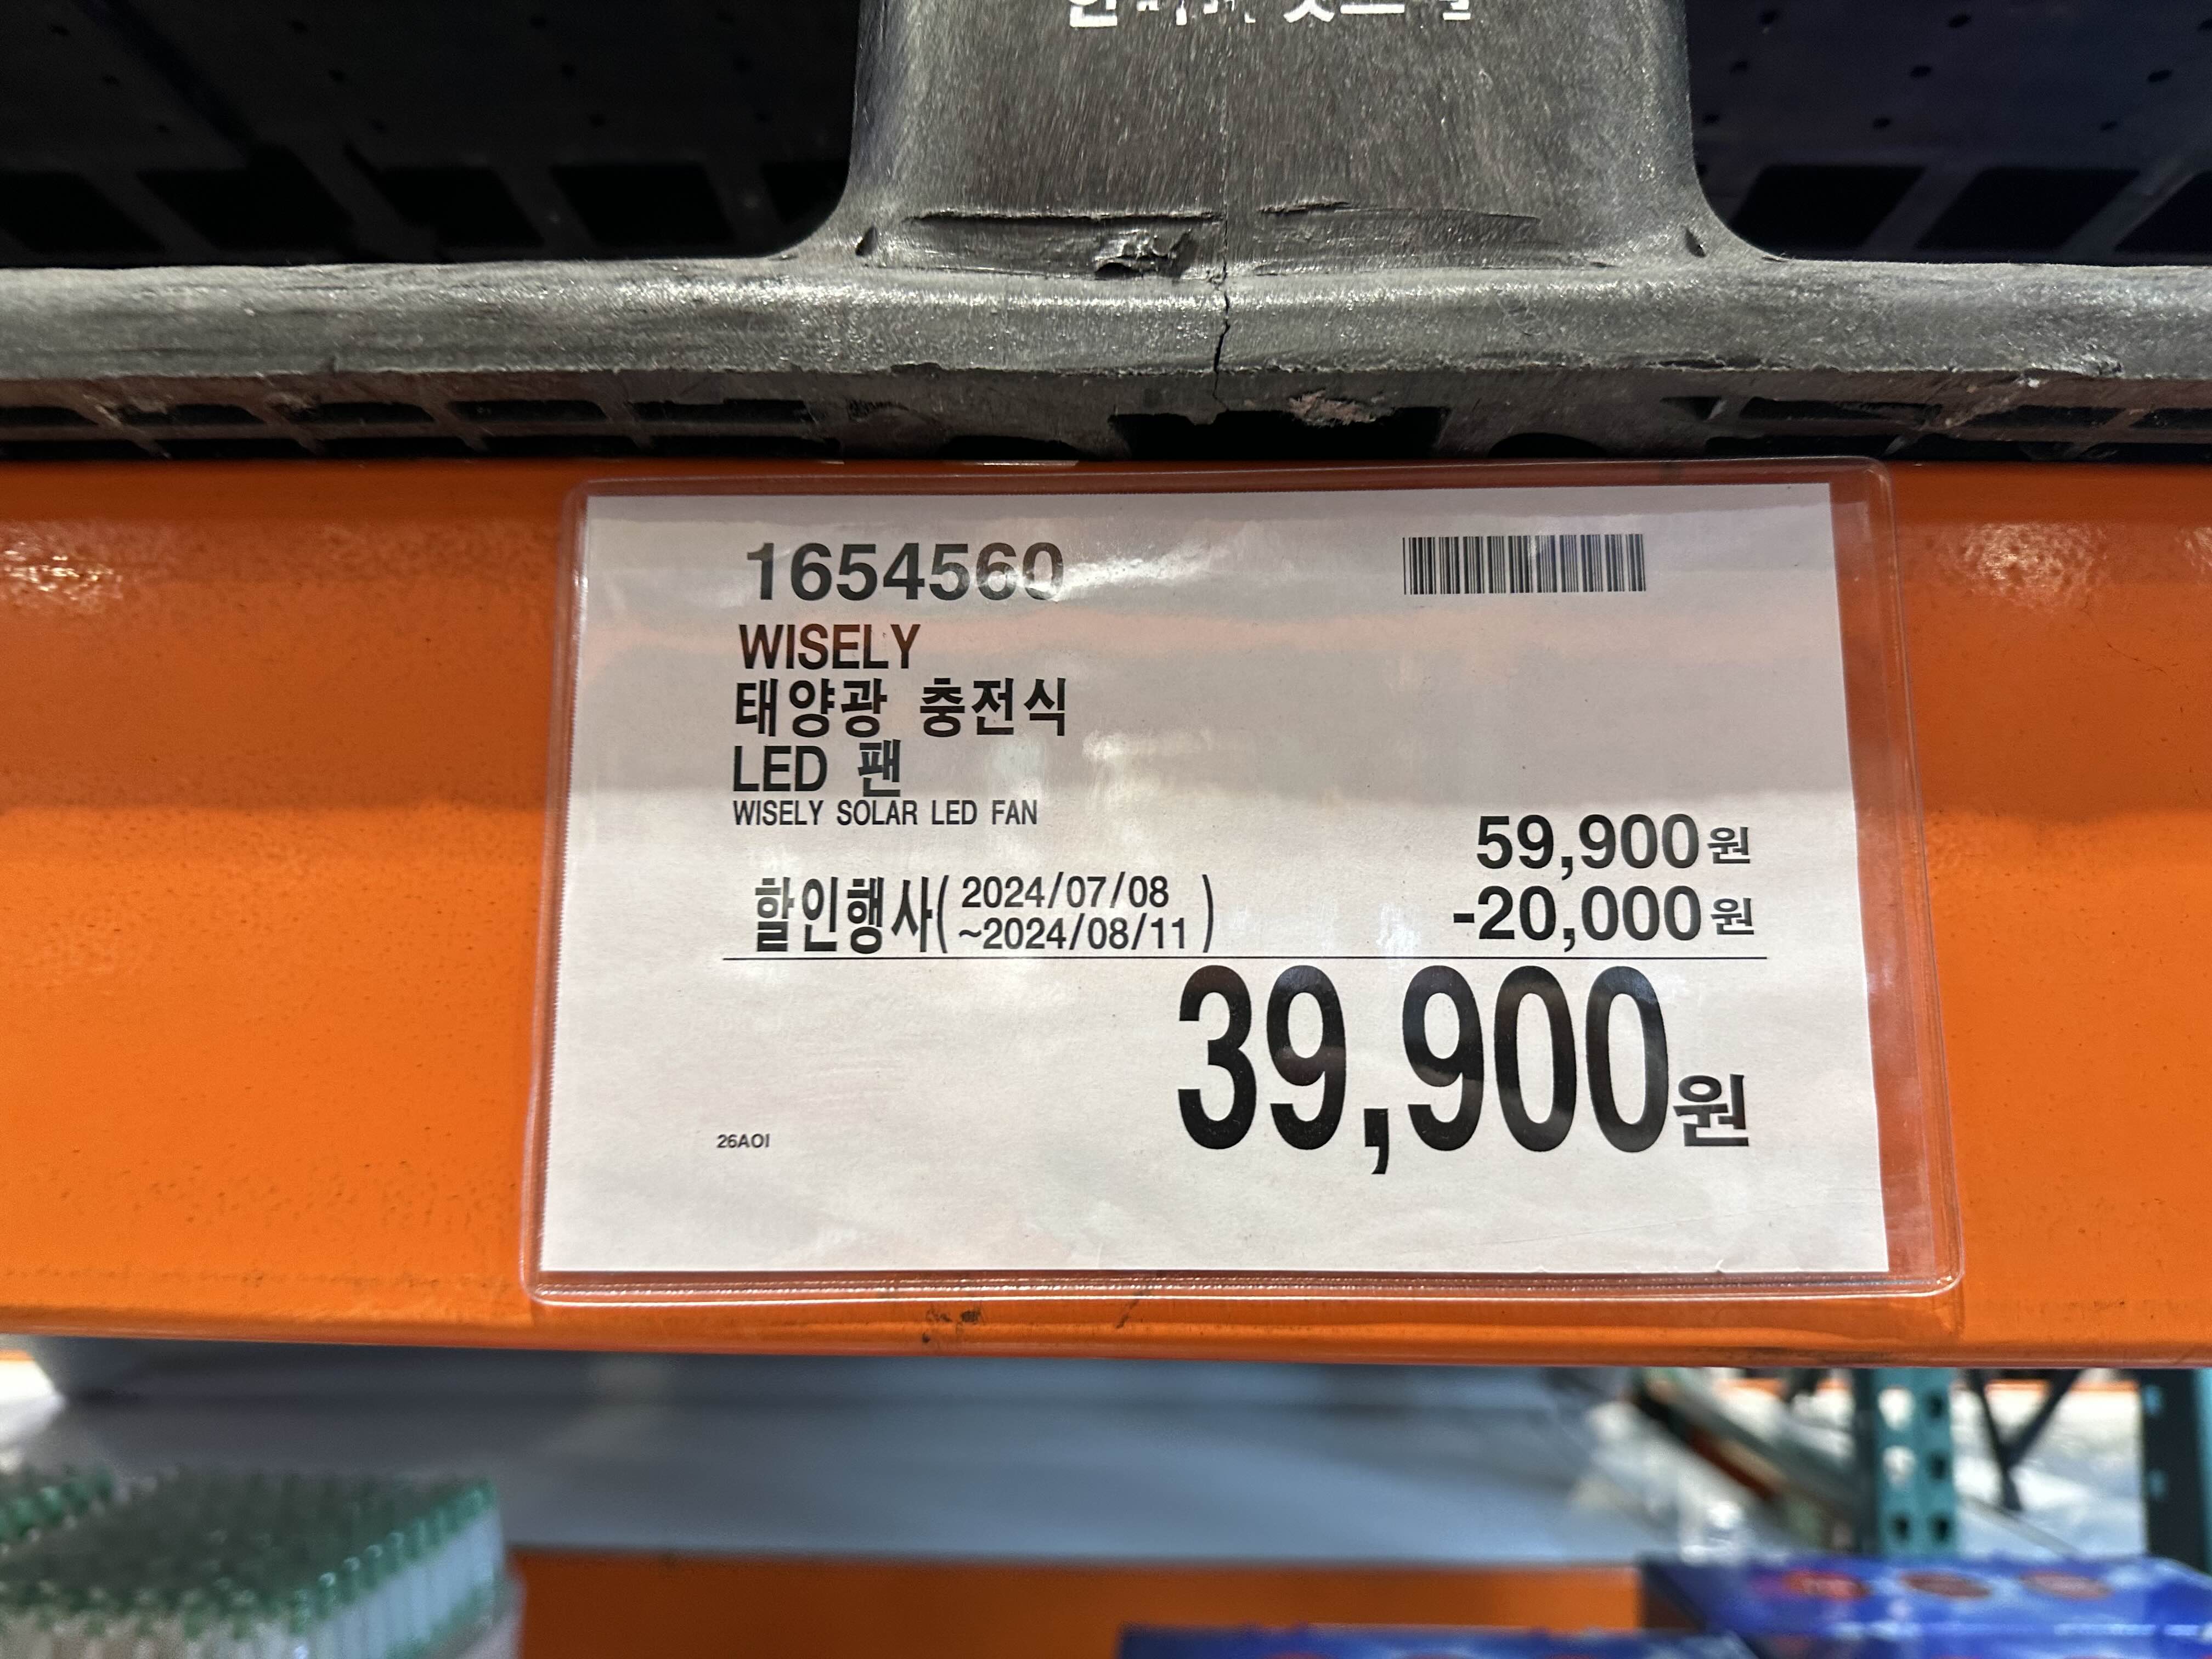 1654560
WISELY
태양광 충전식
LED 팬
WISELY SOLAR LED FAN
59,900원
할인행사( 2024/07/08
~2024/08/11 )
-20,000원
39,900원
26AOI